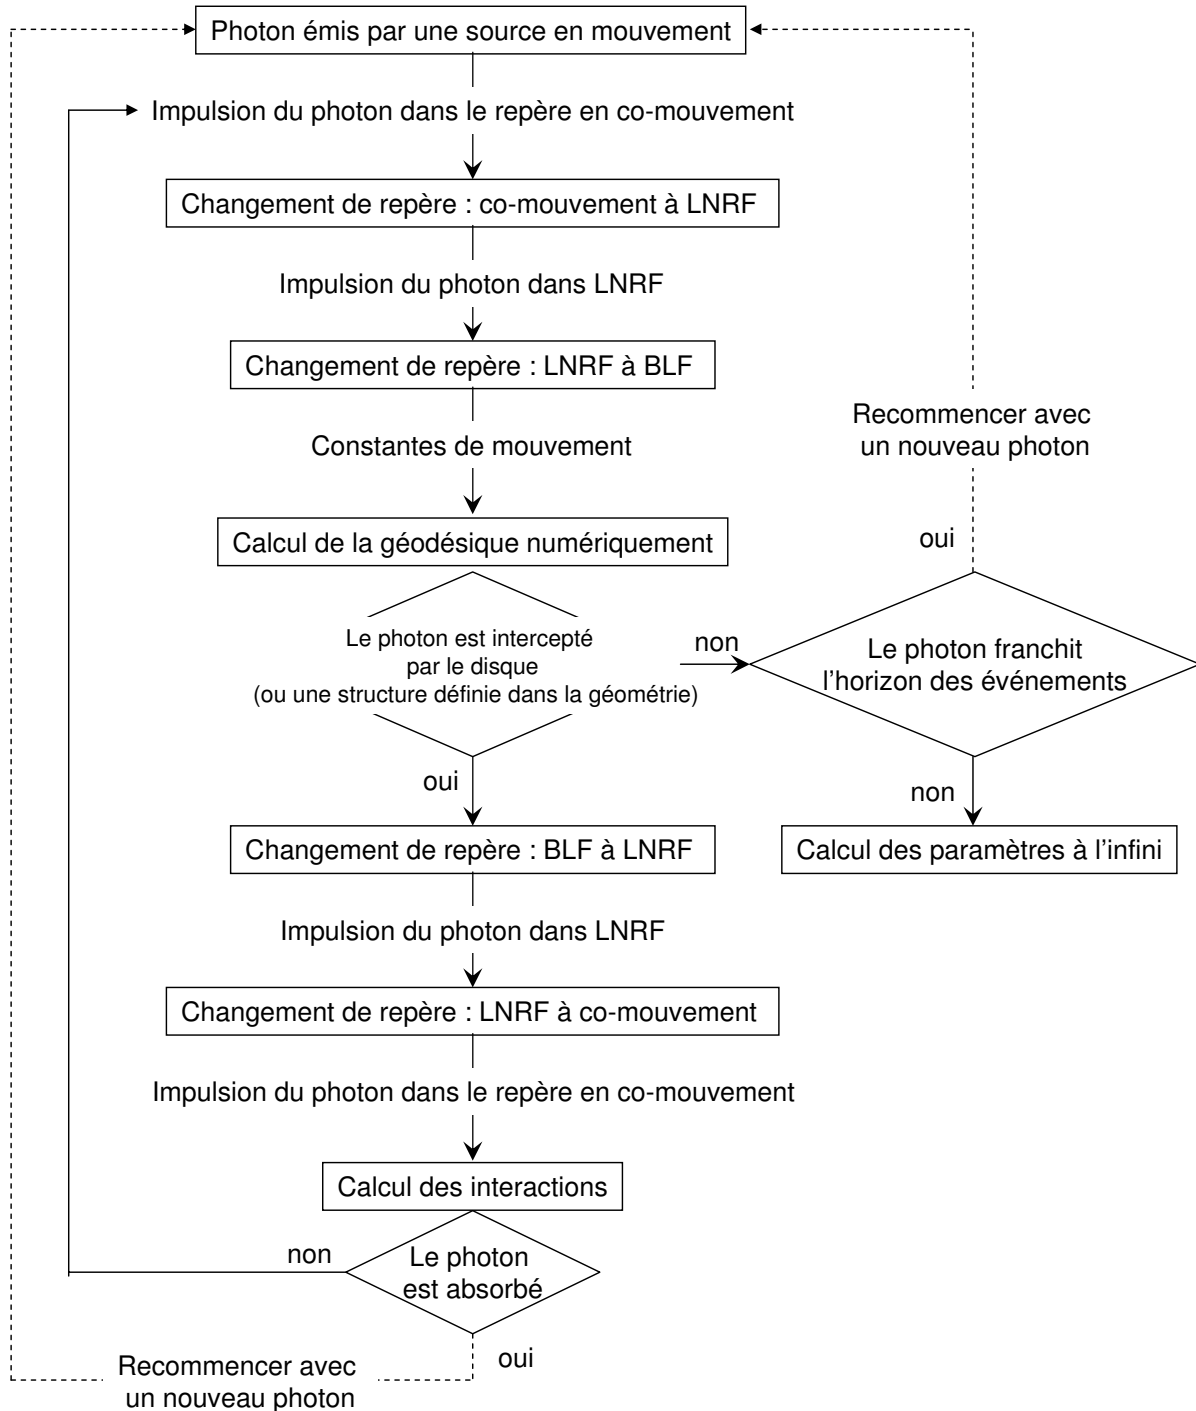 Photon émis par une source en mouvement
Impulsion du photon dans le repère en co-mouvement
Changement de repère : co-mouvement à LNRF
Impulsion du photon dans LNRF
Changement de repère : LNRF à BLF
Constantes de mouvement
Recommencer avec
un nouveau photon
Calcul de la géodésique numériquement
oui
Le photon est intercepté
par le disque
(ou une structure définie dans la géométrie)
non
Le photon franchit
l'horizon des événements
oui
non
Changement de repère : BLF à LNRF
Calcul des paramètres à l'infini
Impulsion du photon dans LNRF
Changement de repère : LNRF à co-mouvement
Impulsion du photon dans le repère en co-mouvement
Calcul des interactions
non
Le photon
est absorbé
oui
Recommencer avec
un nouveau photon